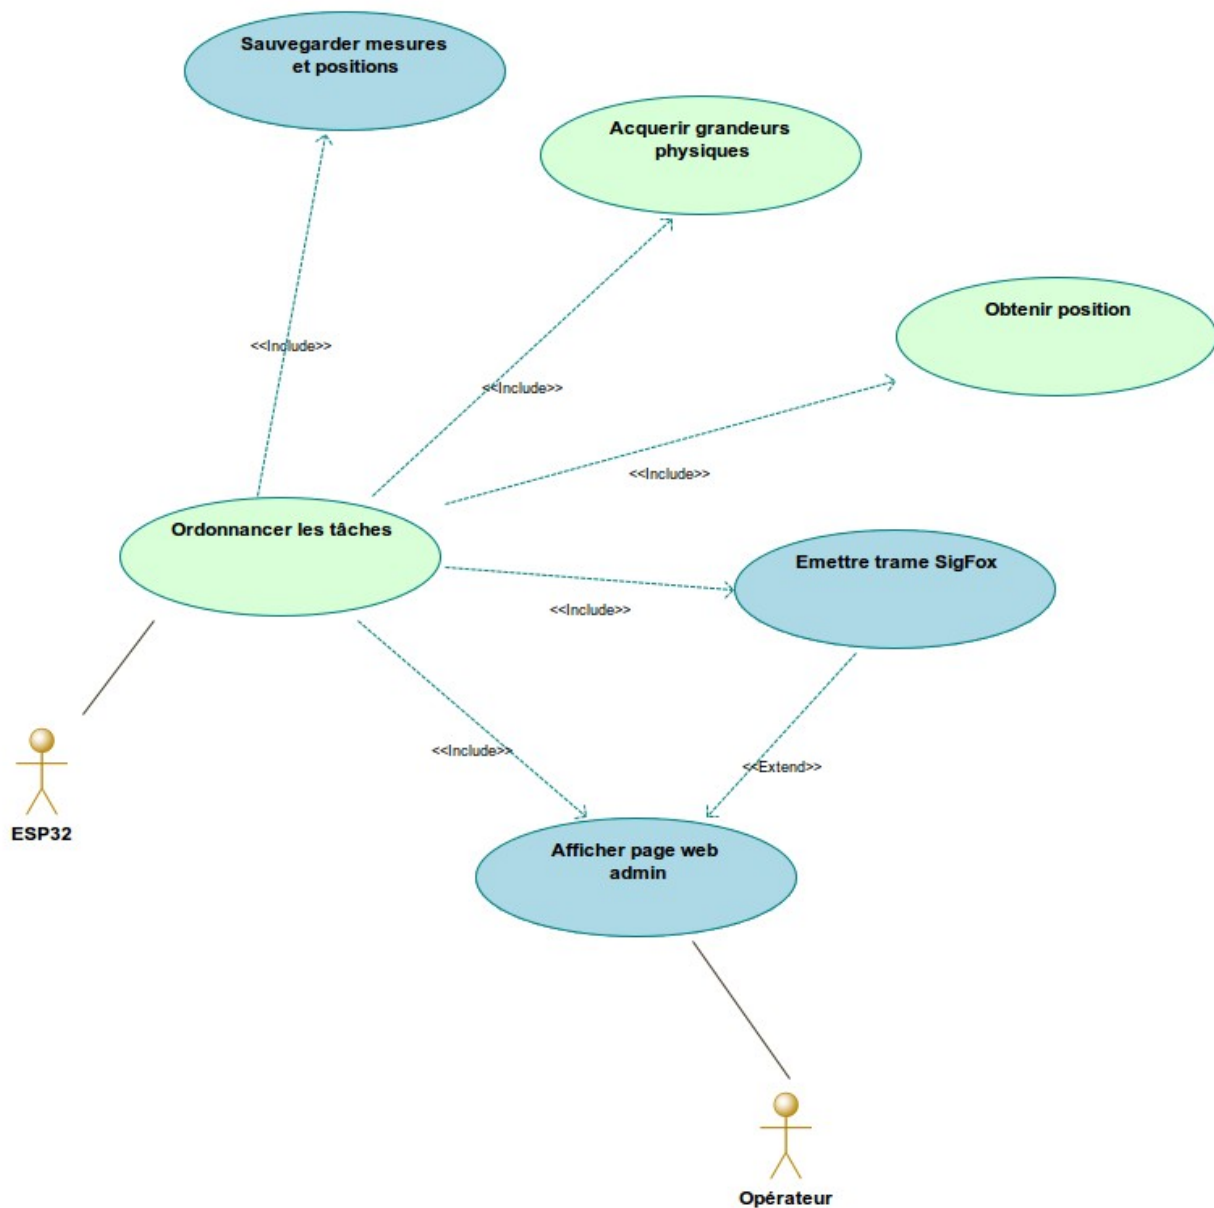 Sauvegarder mesures
et positions
Acquerir grandeurs
physiques
Obtenir position
<<Include>>
<<Include>>
<<Include>>
Ordonnancer les tâches
Emettre trame SigFox
<<Include>>
<<Include>>
<<Extend>>
ESP32
Afficher page web
admin
Opérateur